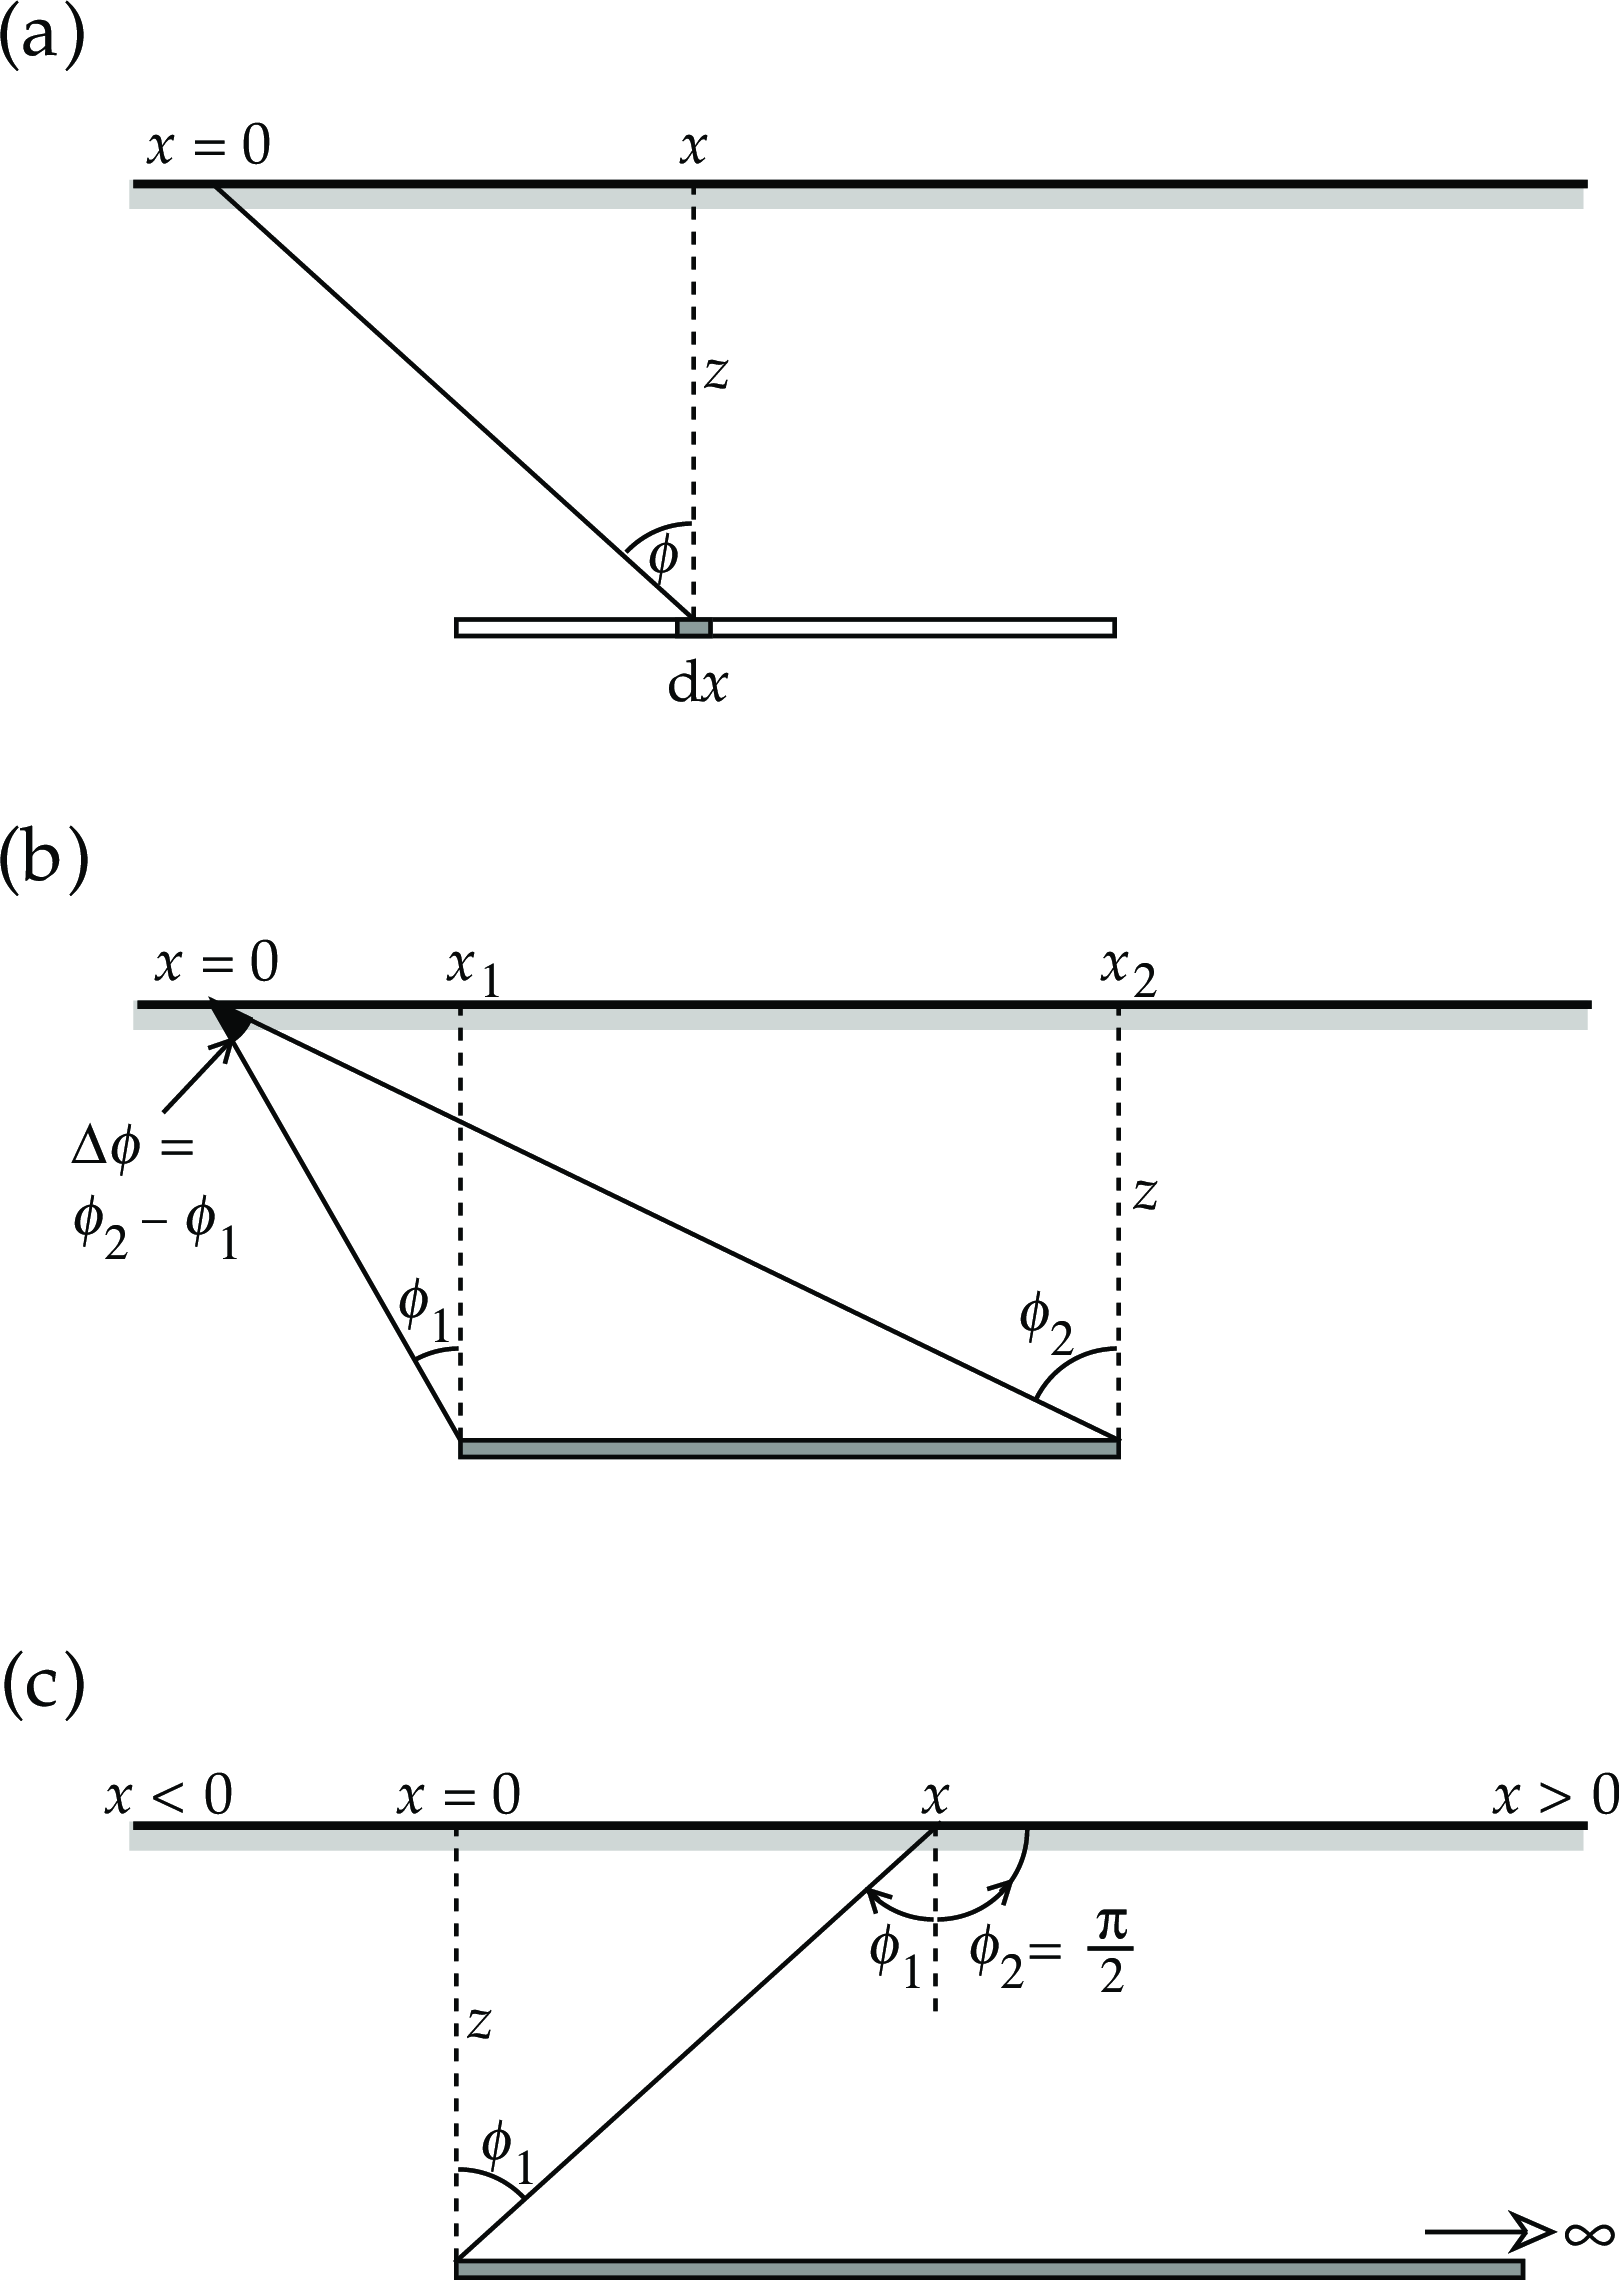 (a)
x = 0 x
z
ϕ
dx
(b)
x = 0 x₁ x₂
Δϕ =
ϕ₂ – ϕ₁
z
ϕ₁ ϕ₂
(c)
x < 0 x = 0 x x > 0
ϕ₁ ϕ₂ = π/2
z
ϕ₁
∞